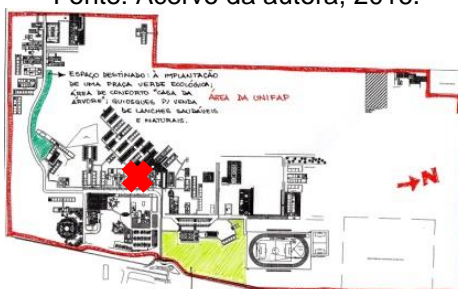 Fonte: Acervo da autora, 2016.
ESPAÇO DESTINADO: À IMPLANTAÇÃO
DE UMA PRAÇA VERDE ECOLÓGICA;
ÁREA DE CONFORTO "CASA DA
ÁRVORE"; QUIOSQUES P/ VENDA
DE LANCHES SAUDÁVEIS
E NATURAIS.
ÁREA DA UNIFAP
N